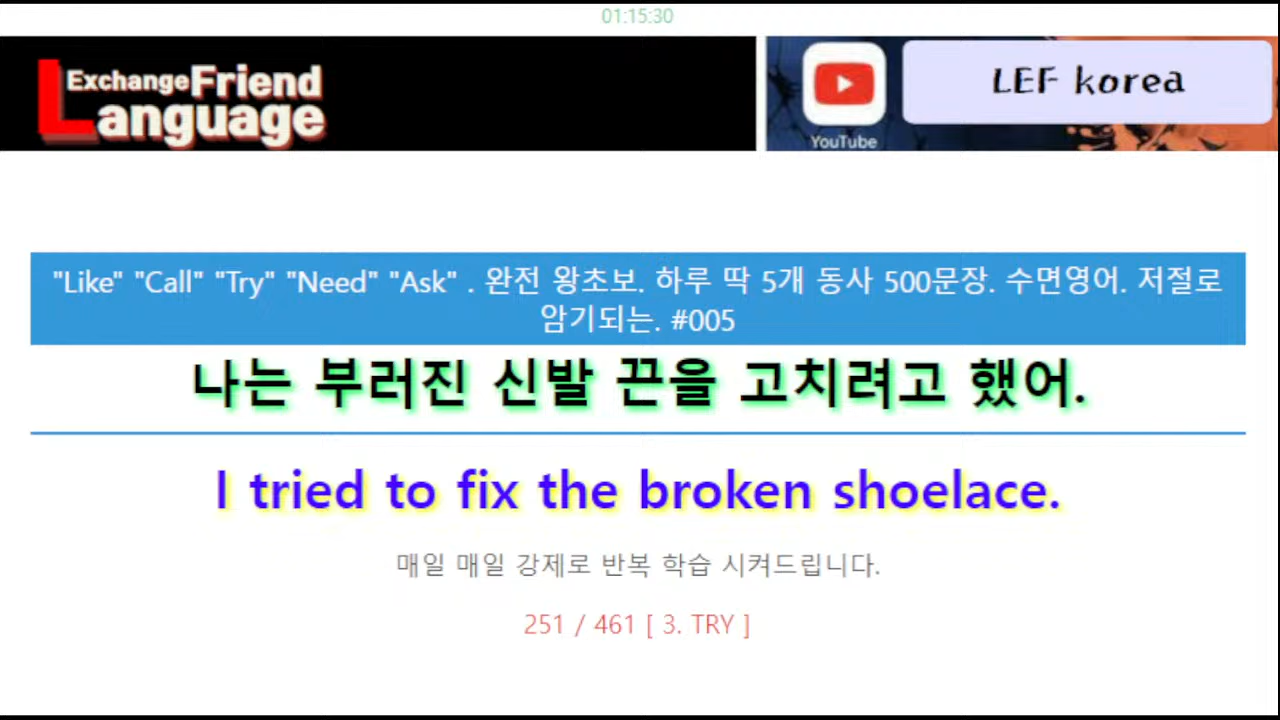 01:15:30
ExchangeFriend
Language
LEF korea
YouTube
"Like" "Call" "Try" "Need" "Ask" . 완전 왕초보. 하루 딱 5개 동사 500문장. 수면영어. 저절로
암기되는. #005
나는 부러진 신발 끈을 고치려고 했어.
I tried to fix the broken shoelace.
매일 매일 강제로 반복 학습 시켜드립니다.
251 / 461 [ 3. TRY ]